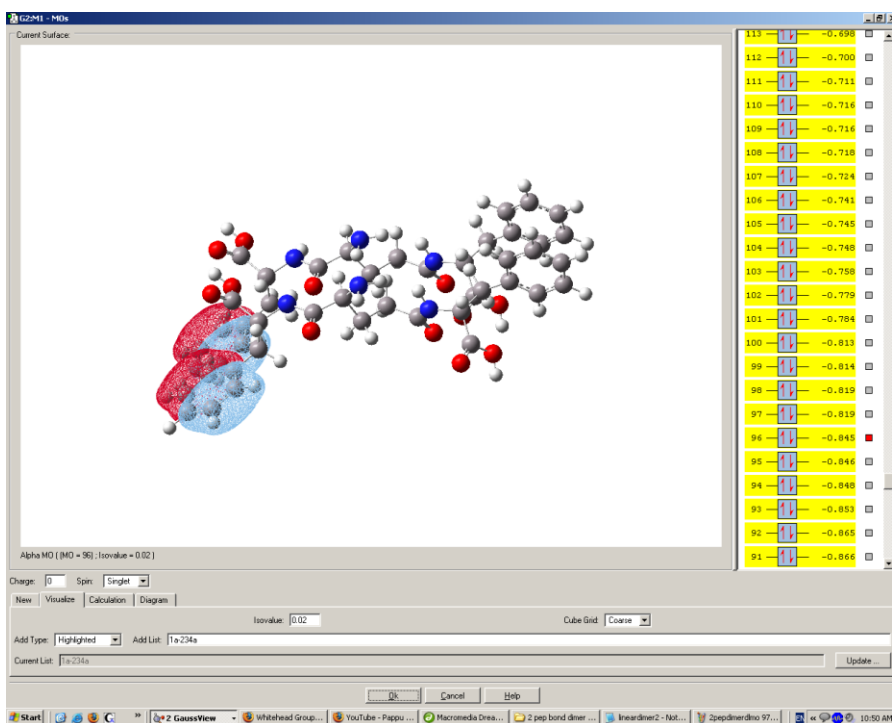 G2:M1 - MOs
Current Surface:
113 -0.698
112 -0.700
111 -0.711
110 -0.716
109 -0.716
108 -0.718
107 -0.724
106 -0.741
105 -0.745
104 -0.748
103 -0.758
102 -0.779
101 -0.784
100 -0.813
99 -0.814
98 -0.819
97 -0.819
96 -0.845
95 -0.846
94 -0.848
93 -0.853
92 -0.865
91 -0.866
Alpha MO [ (MO = 96) ; Isovalue = 0.02 ]
Charge: 0 Spin: Singlet
New Visualize Calculation Diagram
Isovalue: 0.02 Cube Grid: Coarse
Add Type: Highlighted Add List: 1a-234a
Current List: 1a-234a Update ...
Ok Cancel Help
Start » 2 GaussView Whitehead Group... YouTube - Pappu ... Macromedia Drea... 2 pep bond dimer ... lineardimer2 - Not... 2pepdimerdlmo 97... EN « 10:50 AM